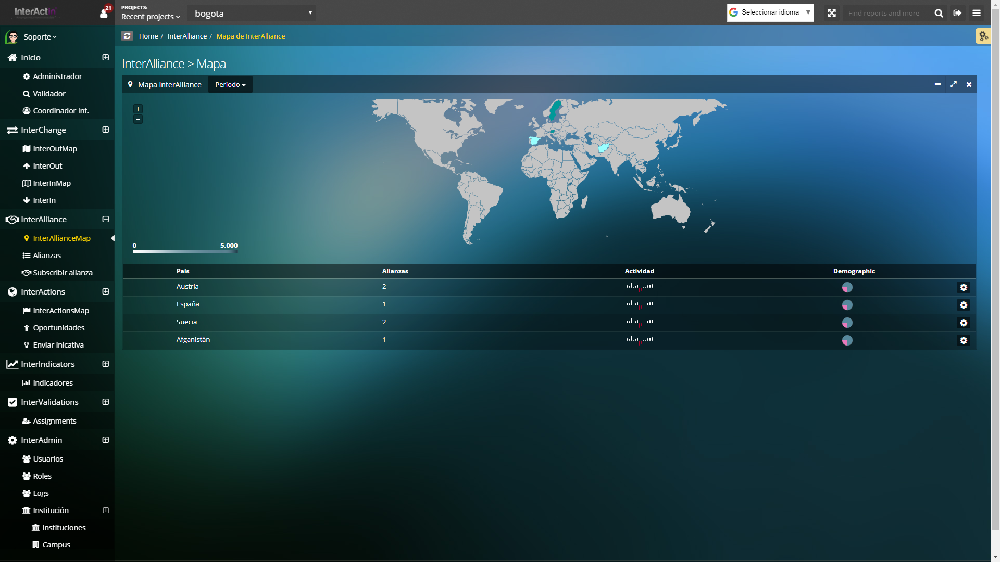 InterActin
21
PROJECTS:
Recent projects
bogota
Seleccionar idioma
Find reports and more
Soporte
Home / InterAlliance / Mapa de InterAlliance
Inicio
Administrador
Validador
Coordinador Int.
InterChange
InterOutMap
InterOut
InterInMap
InterIn
InterAlliance
InterAllianceMap
Alianzas
Subscribir alianza
InterActions
InterActionsMap
Oportunidades
Enviar inicativa
InterIndicators
Indicadores
InterValidations
Assignments
InterAdmin
Usuarios
Roles
Logs
Institución
Instituciones
Campus
InterAlliance > Mapa
Mapa InterAlliance
Periodo
+
−
0 5,000
País Alianzas Actividad Demographic
Austria 2
España 1
Suecia 2
Afganistán 1